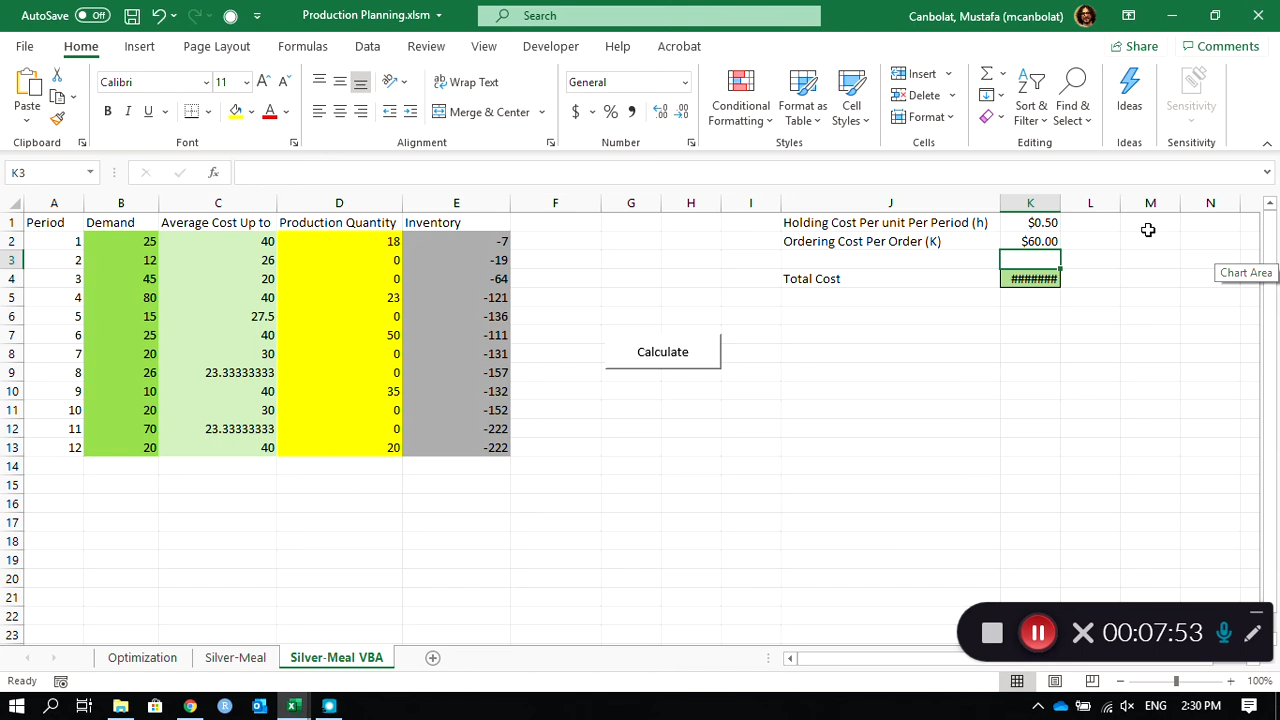 AutoSave Off Production Planning.xlsm Search Canbolat, Mustafa (mcanbolat)
File Home Insert Page Layout Formulas Data Review View Developer Help Acrobat Share Comments
Paste Calibri 11 Wrap Text General Conditional Formatting Format as Table Cell Styles Insert Sort & Filter Find & Select Ideas Sensitivity
B I U Merge & Center $ % Delete
Format
Clipboard Font Alignment Number Styles Cells Editing Ideas Sensitivity
K3 fx
A B C D E F G H I J K L M N
1 Period Demand Average Cost Up to Production Quantity Inventory Holding Cost Per unit Per Period (h) $0.50
2 1 25 40 18 -7 Ordering Cost Per Order (K) $60.00
3 2 12 26 0 -19
4 3 45 20 0 -64 Total Cost #######
Chart Area
5 4 80 40 23 -121
6 5 15 27.5 0 -136
7 6 25 40 50 -111
8 7 20 30 0 -131
Calculate
9 8 26 23.33333333 0 -157
10 9 10 40 35 -132
11 10 20 30 0 -152
12 11 70 23.33333333 0 -222
13 12 20 40 20 -222
14
15
16
17
18
19
20
21
22
23
00:07:53
Optimization Silver-Meal Silver-Meal VBA
Ready 100%
ENG 2:30 PM